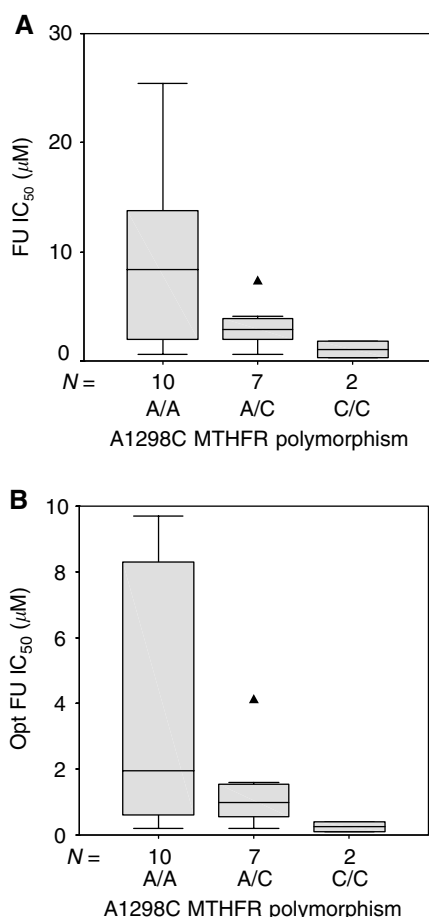 A
30
20
10
0
FU IC50 (µM)
N = 10 7 2
A/A A/C C/C
A1298C MTHFR polymorphism
B
10
8
6
4
2
0
Opt FU IC50 (µM)
N = 10 7 2
A/A A/C C/C
A1298C MTHFR polymorphism